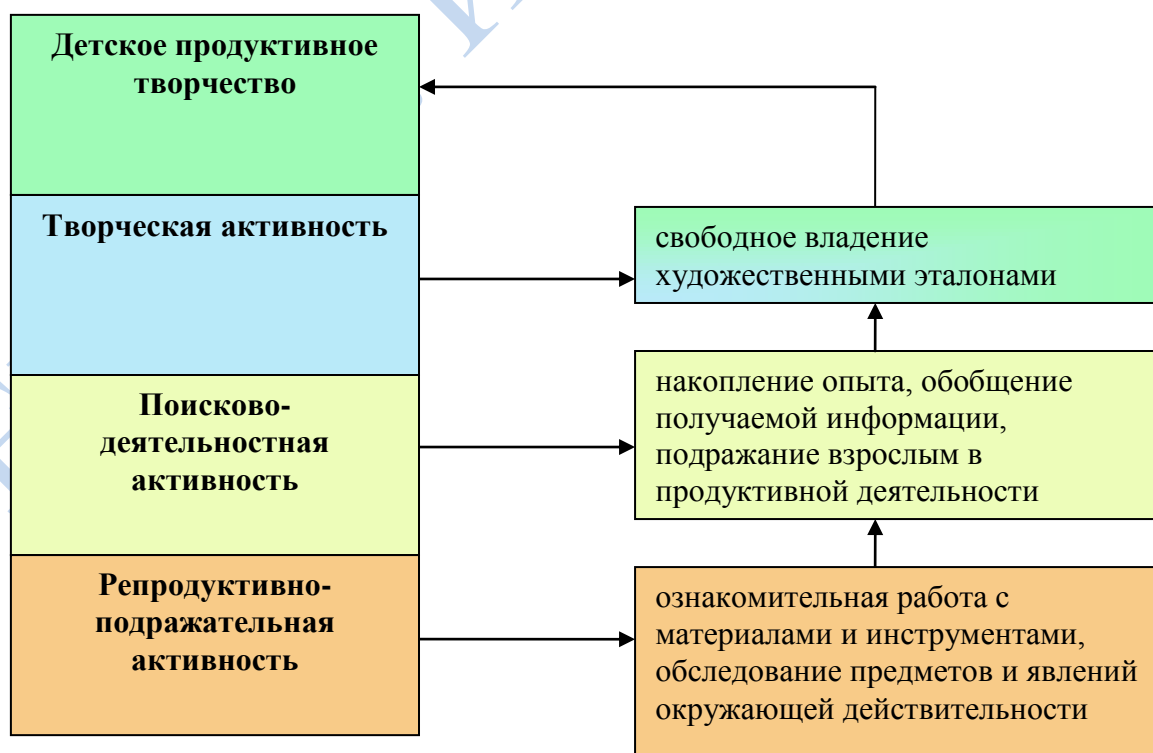 Детское продуктивное
творчество
Творческая активность
свободное владение
художественными эталонами
Поисково-
деятельностная
активность
накопление опыта, обобщение
получаемой информации,
подражание взрослым в
продуктивной деятельности
Репродуктивно-
подражательная
активность
ознакомительная работа с
материалами и инструментами,
обследование предметов и явлений
окружающей действительности